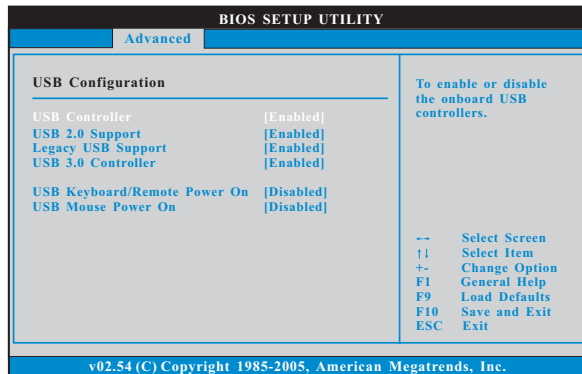 BIOS SETUP UTILITY
Advanced
USB Configuration
USB Controller [Enabled]
USB 2.0 Support [Enabled]
Legacy USB Support [Enabled]
USB 3.0 Controller [Enabled]
USB Keyboard/Remote Power On [Disabled]
USB Mouse Power On [Disabled]
To enable or disable
the onboard USB
controllers.
←→ Select Screen
↑↓ Select Item
+- Change Option
F1 General Help
F9 Load Defaults
F10 Save and Exit
ESC Exit
v02.54 (C) Copyright 1985-2005, American Megatrends, Inc.